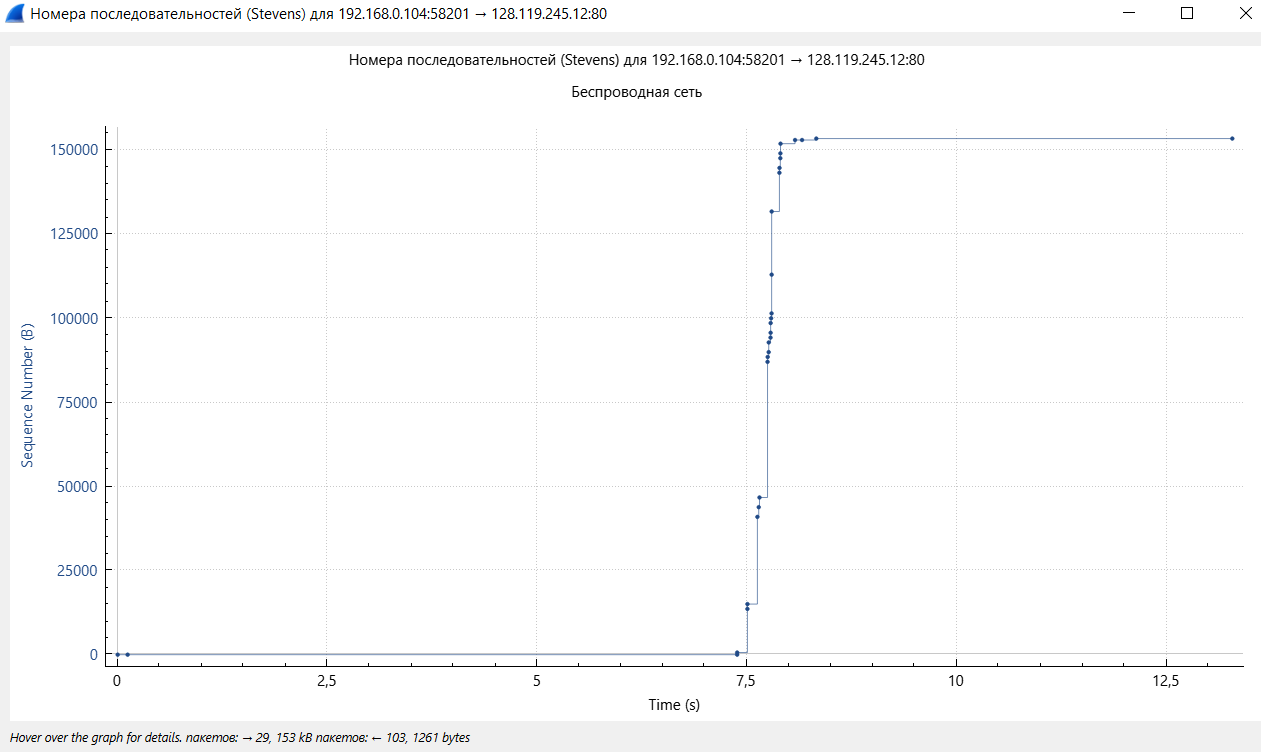 Номера последовательностей (Stevens) для 192.168.0.104:58201 → 128.119.245.12:80
Номера последовательностей (Stevens) для 192.168.0.104:58201 → 128.119.245.12:80
Беспроводная сеть
150000
125000
100000
75000
50000
25000
0
Sequence Number (B)
0 2,5 5 7,5 10 12,5
Time (s)
Hover over the graph for details. пакетов: → 29, 153 kB пакетов: ← 103, 1261 bytes